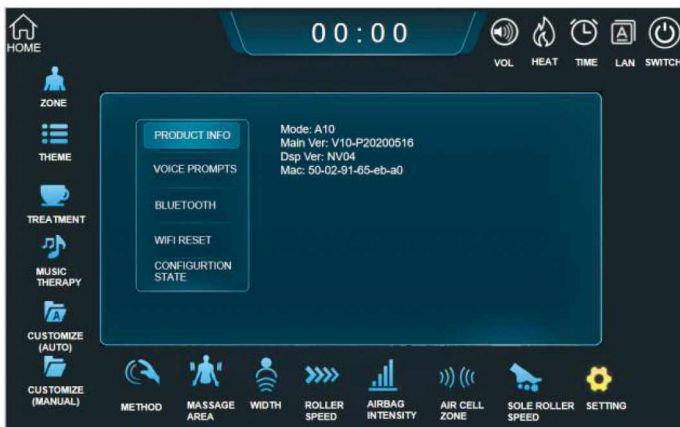 HOME
00:00
VOL
HEAT
TIME
A
LAN
SWITCH
ZONE
THEME
TREATMENT
MUSIC
THERAPY
A
CUSTOMIZE
(AUTO)
CUSTOMIZE
(MANUAL)
PRODUCT INFO
VOICE PROMPTS
BLUETOOTH
WIFI RESET
CONFIGURTION
STATE
Mode: A10
Main Ver: V10-P20200516
Dsp Ver: NV04
Mac: 50-02-91-65-eb-a0
METHOD
MASSAGE
AREA
WIDTH
ROLLER
SPEED
AIRBAG
INTENSITY
AIR CELL
ZONE
SOLE ROLLER
SPEED
SETTING